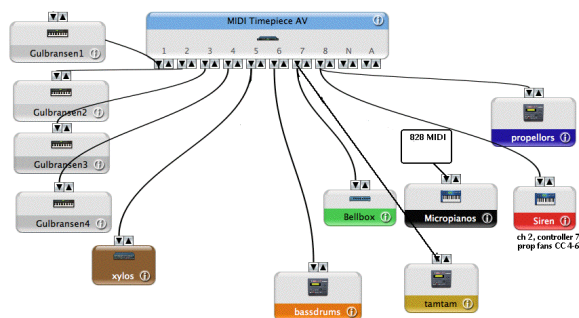 MIDI Timepiece AV
1 2 3 4 5 6 7 8 N A
Gulbransen1
Gulbransen2
Gulbransen3
Gulbransen4
xylos
bassdrums
Bellbox
tamtam
828 MIDI
Micropianos
propellors
Siren
ch 2, controller 7
prop fans CC 4-6